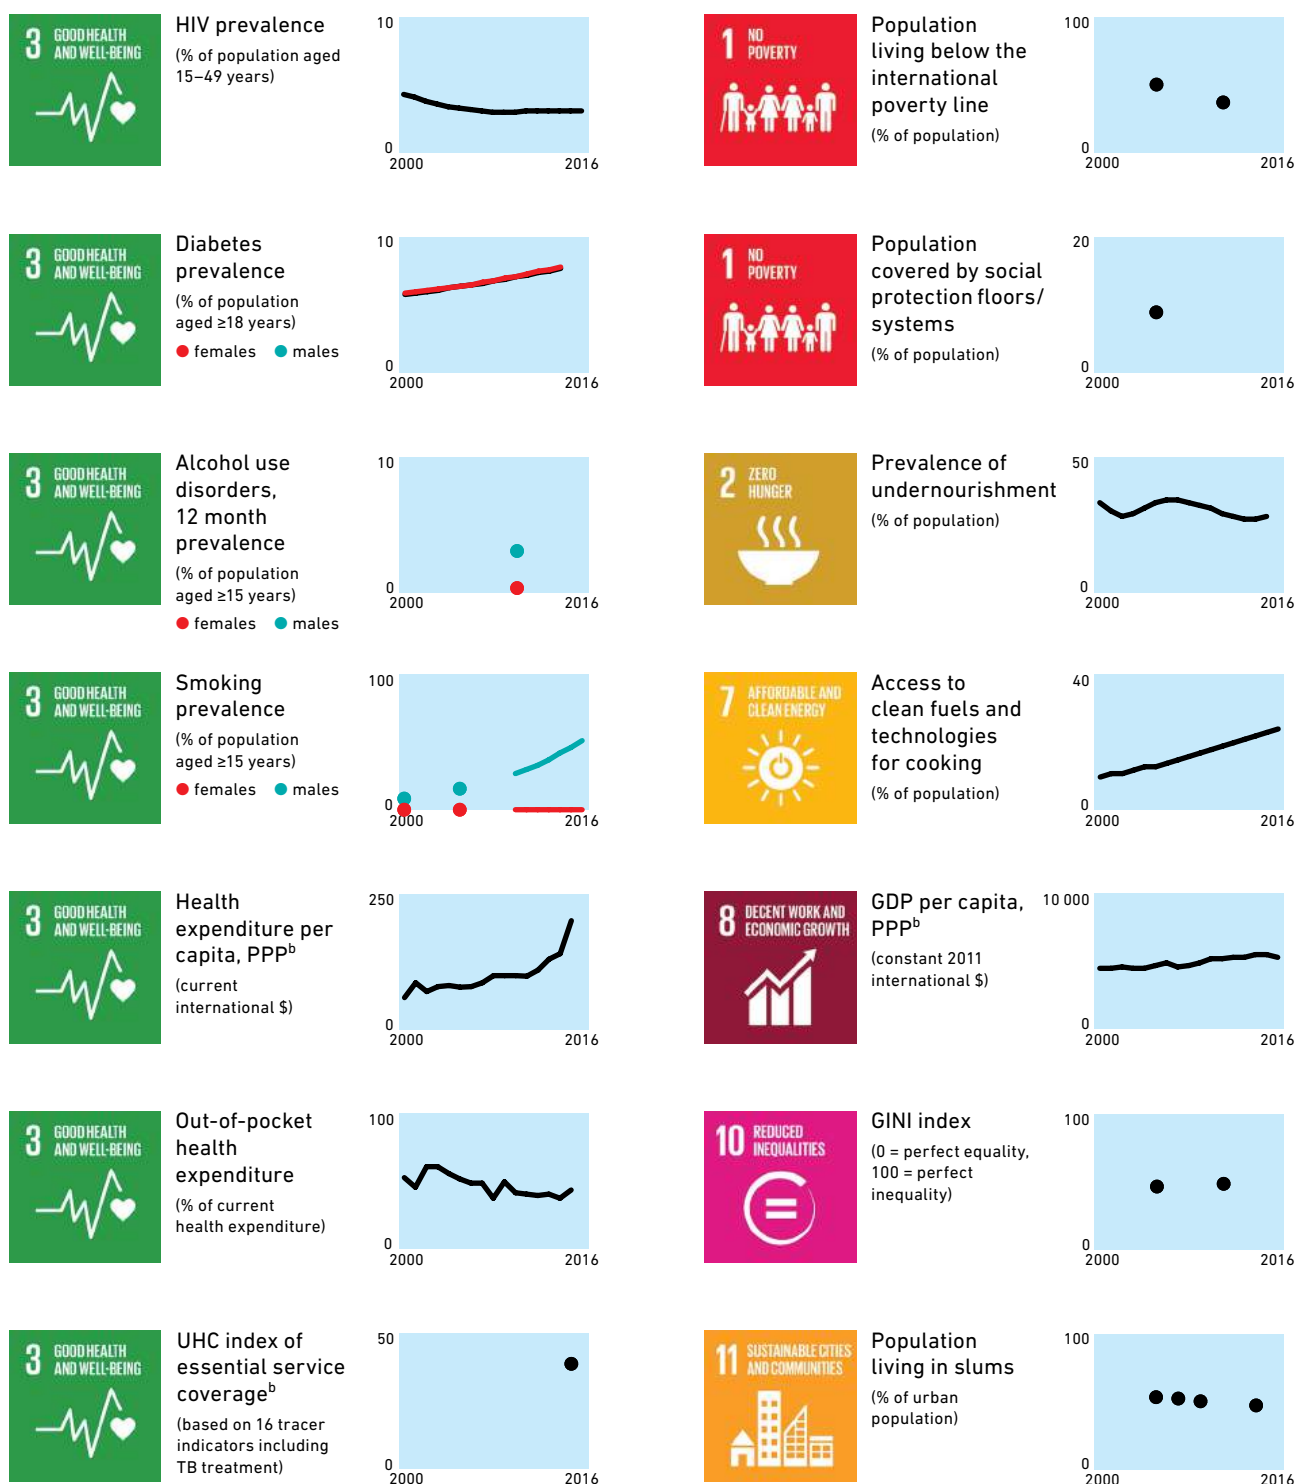 3 GOOD HEALTH
AND WELL-BEING
HIV prevalence
(% of population aged
15–49 years)
10
0
2000 2016
1 NO
POVERTY
Population
living below the
international
poverty line
(% of population)
100
0
2000 2016
3 GOOD HEALTH
AND WELL-BEING
Diabetes
prevalence
(% of population
aged ≥18 years)
females males
10
0
2000 2016
1 NO
POVERTY
Population
covered by social
protection floors/
systems
(% of population)
20
0
2000 2016
3 GOOD HEALTH
AND WELL-BEING
Alcohol use
disorders,
12 month
prevalence
(% of population
aged ≥15 years)
females males
10
0
2000 2016
2 ZERO
HUNGER
Prevalence of
undernourishment
(% of population)
50
0
2000 2016
3 GOOD HEALTH
AND WELL-BEING
Smoking
prevalence
(% of population
aged ≥15 years)
females males
100
0
2000 2016
7 AFFORDABLE AND
CLEAN ENERGY
Access to
clean fuels and
technologies
for cooking
(% of population)
40
0
2000 2016
3 GOOD HEALTH
AND WELL-BEING
Health
expenditure per
capita, PPPb
(current
international $)
250
0
2000 2016
8 DECENT WORK AND
ECONOMIC GROWTH
GDP per capita,
PPPb
(constant 2011
international $)
10 000
0
2000 2016
3 GOOD HEALTH
AND WELL-BEING
Out-of-pocket
health
expenditure
(% of current
health expenditure)
100
0
2000 2016
10 REDUCED
INEQUALITIES
GINI index
(0 = perfect equality,
100 = perfect
inequality)
100
0
2000 2016
3 GOOD HEALTH
AND WELL-BEING
UHC index of
essential service
coverageb
(based on 16 tracer
indicators including
TB treatment)
50
0
2000 2016
11 SUSTAINABLE CITIES
AND COMMUNITIES
Population
living in slums
(% of urban
population)
100
0
2000 2016